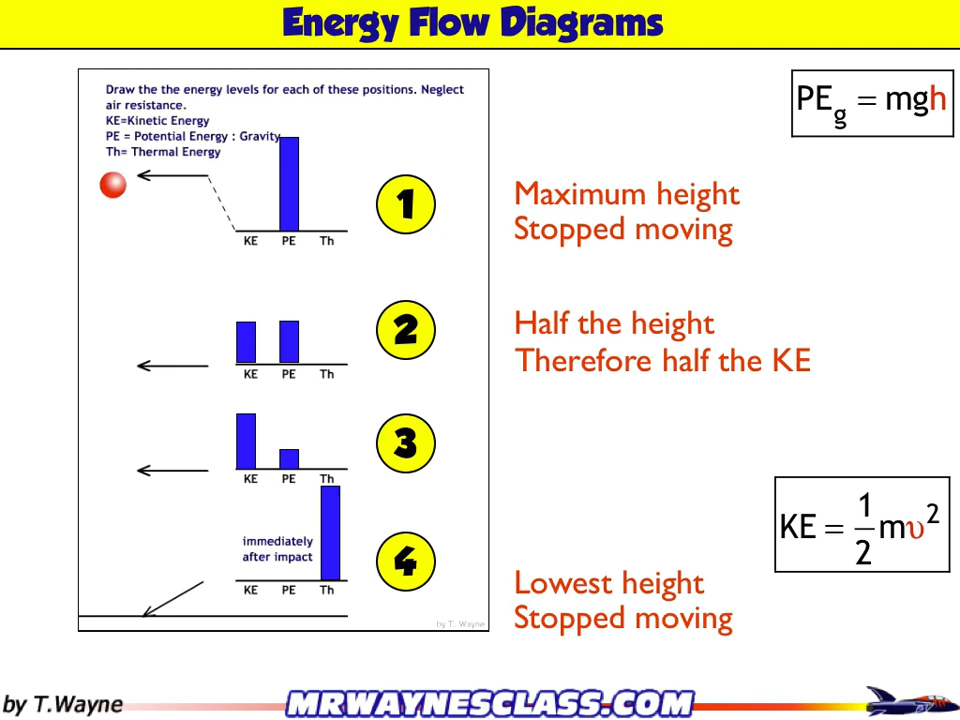 Energy Flow Diagrams
Draw the the energy levels for each of these positions. Neglect
air resistance.
KE=Kinetic Energy
PE = Potential Energy : Gravity
Th= Thermal Energy
PEg = mgh
KE PE Th
1
Maximum height
Stopped moving
KE PE Th
2
Half the height
Therefore half the KE
KE PE Th
3
KE = 1/2 mυ²
immediately
after impact
KE PE Th
4
Lowest height
Stopped moving
by T. Wayne
by T.Wayne
MRWAYNESCLASS.COM